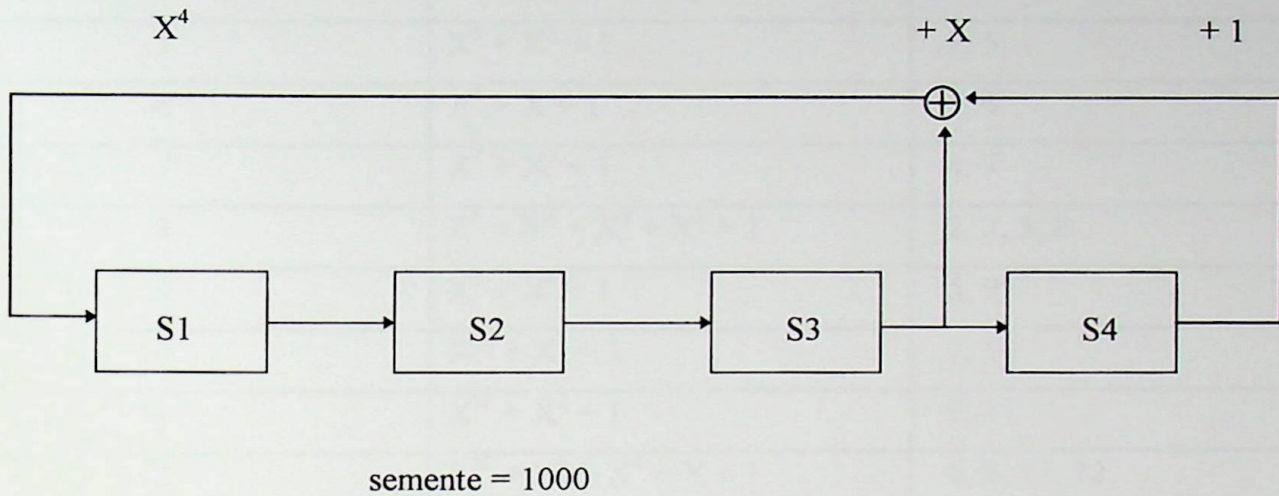 X⁴ + X + 1
S1 S2 S3 S4
semente = 1000